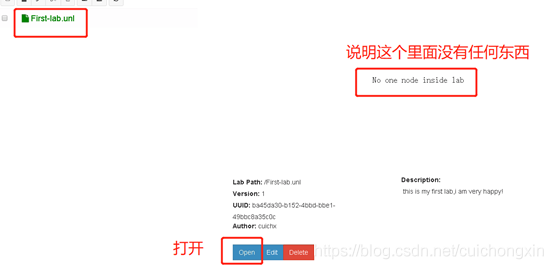 First-lab.unl
说明这个里面没有任何东西
No one node inside lab
Lab Path: /First-lab.unl
Version: 1
UUID: ba45da30-b152-4bbd-bbe1-
49bbc8a35c0c
Author: cuichx
Description:
this is my first lab,i am very happy!
打开
Open Edit Delete
https://blog.csdn.net/cuichongxin